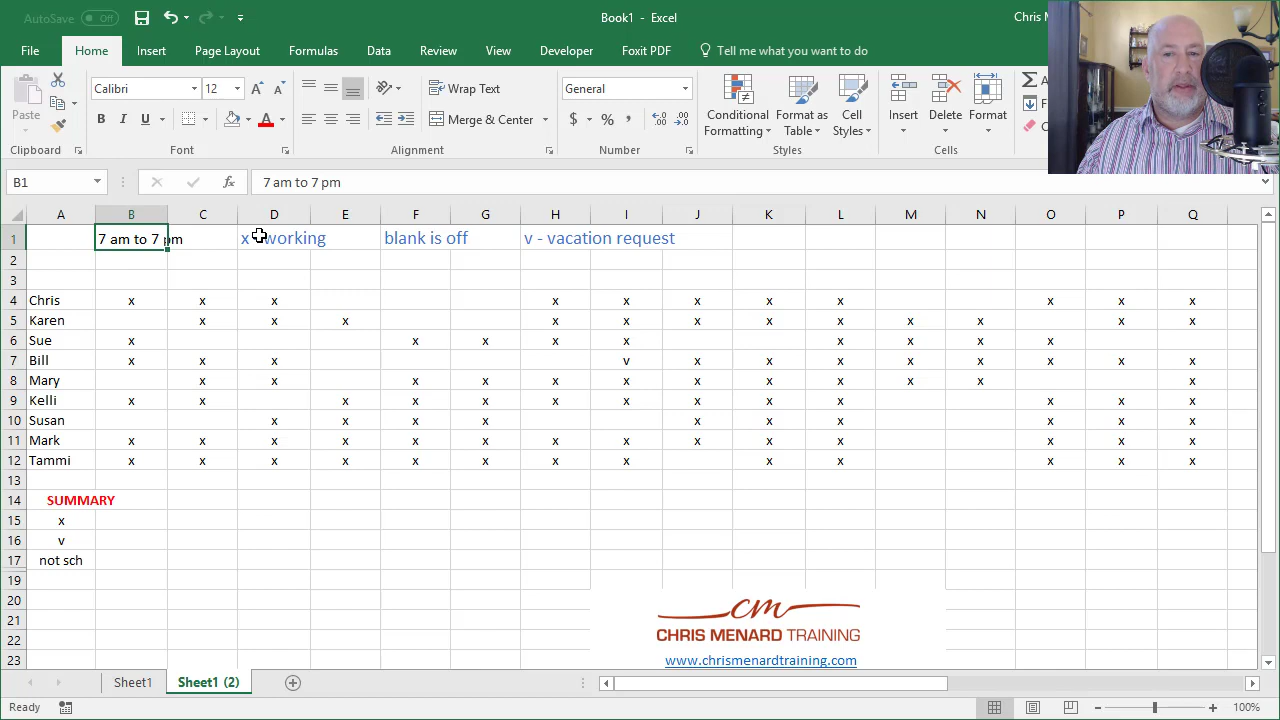 AutoSave Off Book1 - Excel Chris M
File Home Insert Page Layout Formulas Data Review View Developer Foxit PDF Tell me what you want to do
Paste Calibri 12 B I U A Wrap Text Merge & Center General $ % , Conditional Formatting Format as Table Cell Styles Insert Delete Format
Clipboard Font Alignment Number Styles Cells
B1 fx 7 am to 7 pm
A B C D E F G H I J K L M N O P Q
1 7 am to 7 pm x working blank is off v - vacation request
2
3
4 Chris x x x x x x x x x x x
5 Karen x x x x x x x x x x x x
6 Sue x x x x x x x x x
7 Bill x x x v x x x x x x x x
8 Mary x x x x x x x x x x x x
9 Kelli x x x x x x x x x x x x x
10 Susan x x x x x x x x x x
11 Mark x x x x x x x x x x x x x x
12 Tammi x x x x x x x x x x x x x
13
14 SUMMARY
15 x
16 v
17 not sch
19
20
21
22
23
cm
CHRIS MENARD TRAINING
www.chrismenardtraining.com
Sheet1 Sheet1 (2)
Ready 100%